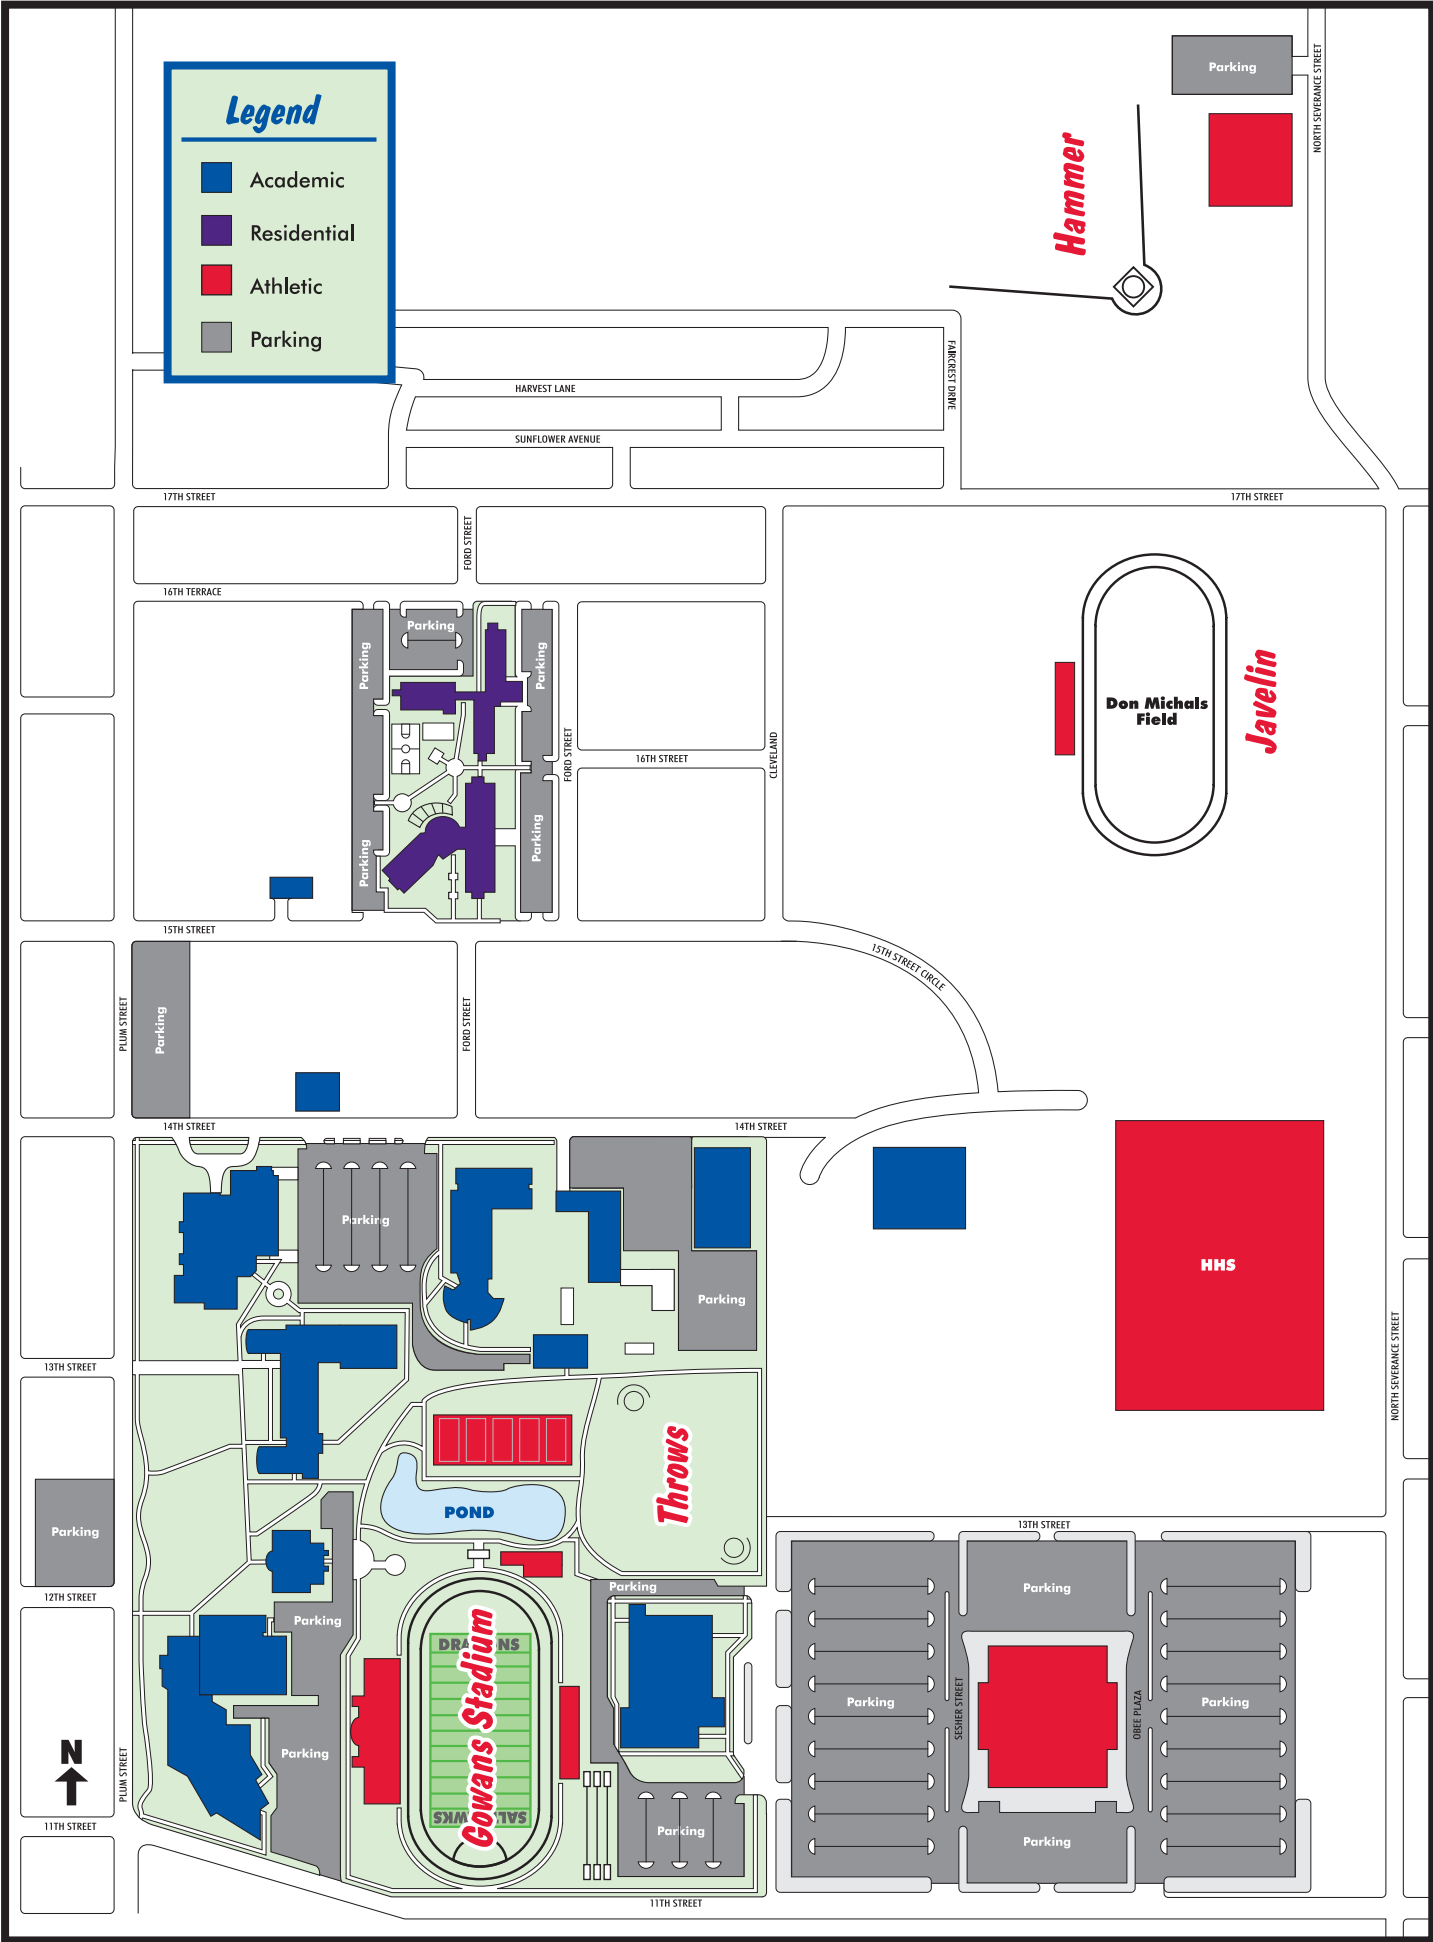 Legend
Academic
Residential
Athletic
Parking
Parking
NORTH SEVERANCE STREET
Hammer
FAIRCREST DRIVE
HARVEST LANE
SUNFLOWER AVENUE
17TH STREET
17TH STREET
FORD STREET
16TH TERRACE
Parking
Parking
Parking
Don Michals
Field
Javelin
FORD STREET
16TH STREET
CLEVELAND
Parking
Parking
15TH STREET
15TH STREET CIRCLE
PLUM STREET
Parking
FORD STREET
14TH STREET
14TH STREET
Parking
HHS
Parking
13TH STREET
NORTH SEVERANCE STREET
Throws
POND
Parking
13TH STREET
12TH STREET
Parking
Parking
Parking
DRAGONS
Gowans Stadium
SALTHAWKS
Parking
SESHER STREET
OBEE PLAZA
Parking
Parking
N
PLUM STREET
11TH STREET
Parking
Parking
11TH STREET